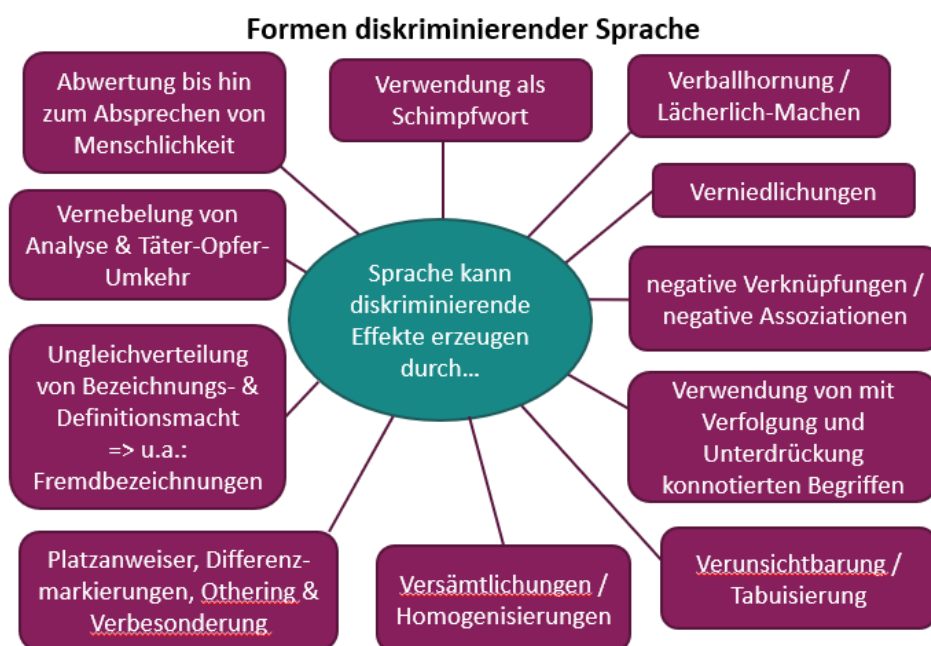 Formen diskriminierender Sprache
Abwertung bis hin
zum Absprechen von
Menschlichkeit
Verwendung als
Schimpfwort
Verballhornung /
Lächerlich-Machen
Verniedlichungen
Vernebelung von
Analyse & Täter-Opfer-
Umkehr
Sprache kann
diskriminierende
Effekte erzeugen
durch...
negative Verknüpfungen /
negative Assoziationen
Ungleichverteilung
von Bezeichnungs- &
Definitionsmacht
=> u.a.:
Fremdbezeichnungen
Verwendung von mit
Verfolgung und
Unterdrückung
konnotierten Begriffen
Platzanweiser, Differenz-
markierungen, Othering &
Verbesonderung
Versämtlichungen /
Homogenisierungen
Verunsichtbarung /
Tabuisierung